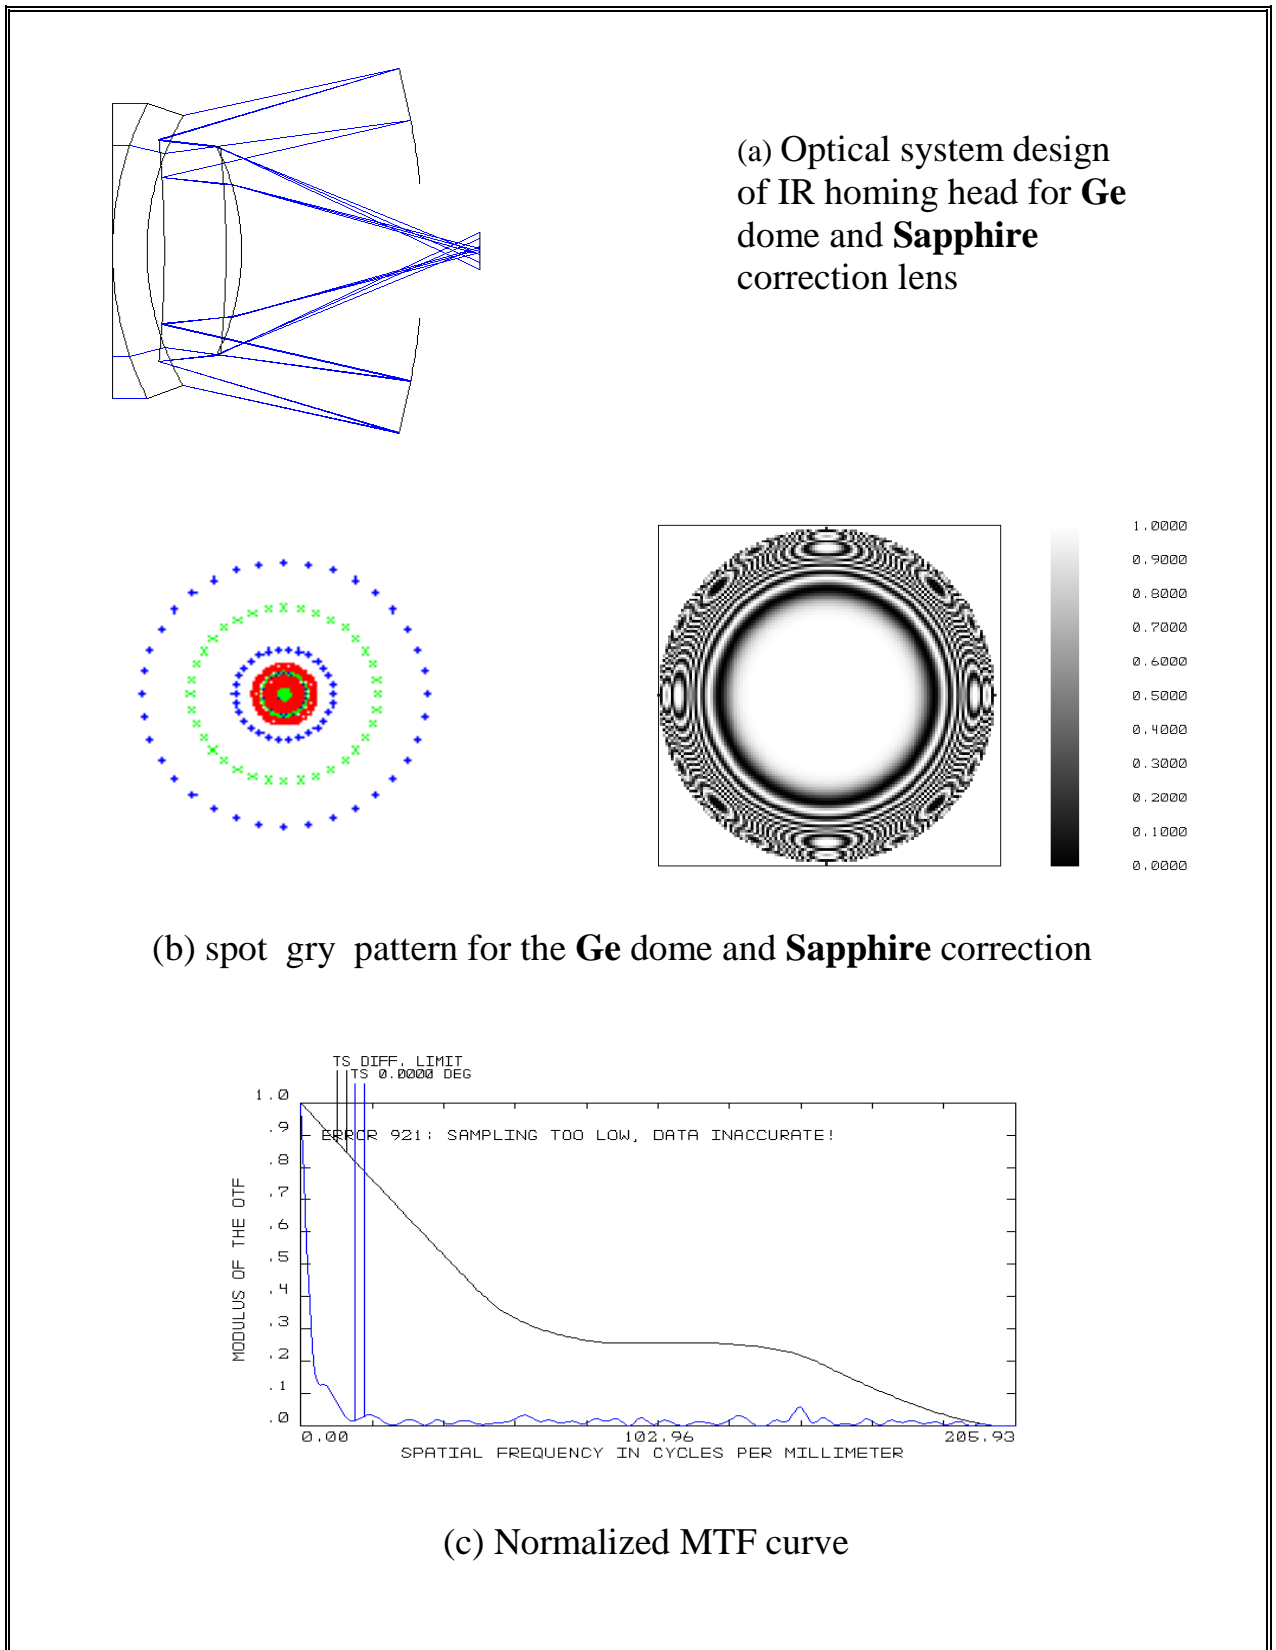 (a) Optical system design
of IR homing head for Ge
dome and Sapphire
correction lens
1.0000
0.9000
0.8000
0.7000
0.6000
0.5000
0.4000
0.3000
0.2000
0.1000
0.0000
(b) spot gry pattern for the Ge dome and Sapphire correction
TS DIFF. LIMIT
TS 0.0000 DEG
ERROR 921: SAMPLING TOO LOW, DATA INACCURATE!
MODULUS OF THE OTF
1.0
.9
.8
.7
.6
.5
.4
.3
.2
.1
.0
0.00 102.96 205.93
SPATIAL FREQUENCY IN CYCLES PER MILLIMETER
(c) Normalized MTF curve